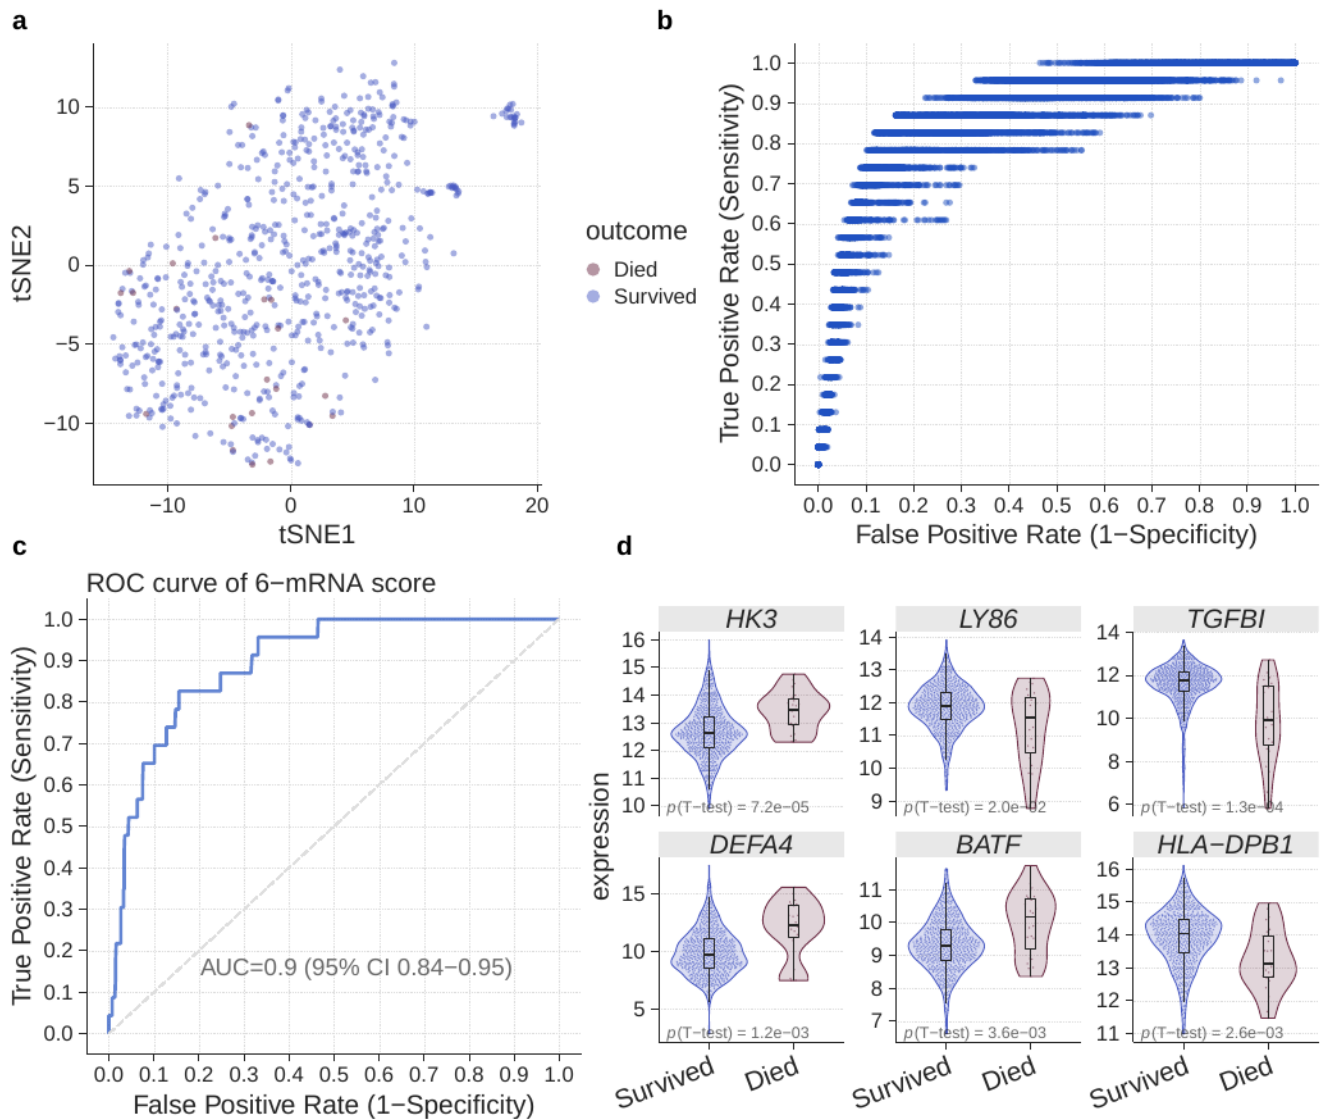 a
10
5
0
−5
−10
−10
0
10
20
tSNE2
tSNE1
outcome
Died
Survived
b
1.0
0.9
0.8
0.7
0.6
0.5
0.4
0.3
0.2
0.1
0.0
0.0 0.1 0.2 0.3 0.4 0.5 0.6 0.7 0.8 0.9 1.0
True Positive Rate (Sensitivity)
False Positive Rate (1−Specificity)
c
ROC curve of 6−mRNA score
1.0
0.9
0.8
0.7
0.6
0.5
0.4
0.3
0.2
0.1
0.0
AUC=0.9 (95% CI 0.84−0.95)
0.0 0.1 0.2 0.3 0.4 0.5 0.6 0.7 0.8 0.9 1.0
True Positive Rate (Sensitivity)
False Positive Rate (1−Specificity)
d
expression
HK3
16
15
14
13
12
11
10
p(T−test) = 7.2e−05
LY86
14
13
12
11
10
9
p(T−test) = 2.0e−02
TGFBI
14
12
10
8
6
p(T−test) = 1.3e−04
DEFA4
15
10
5
p(T−test) = 1.2e−03
BATF
11
10
9
8
7
p(T−test) = 3.6e−03
HLA−DPB1
16
15
14
13
12
11
p(T−test) = 2.6e−03
Survived Died
Survived Died
Survived Died